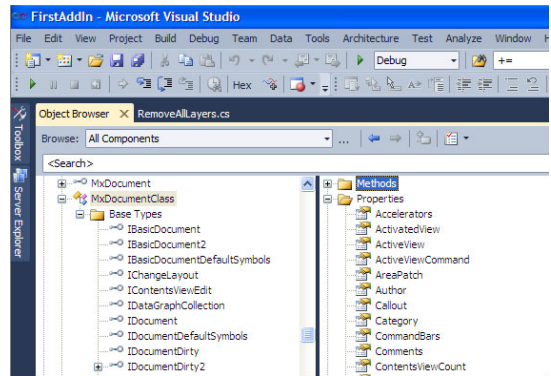 FirstAddIn - Microsoft Visual Studio
File Edit View Project Build Debug Team Data Tools Architecture Test Analyze Window
Debug +=
Hex
Object Browser RemoveAllLayers.cs
Browse: All Components ...
<Search>
Toolbox
Server Explorer
MxDocument
MxDocumentClass
Base Types
IBasicDocument
IBasicDocument2
IBasicDocumentDefaultSymbols
IChangeLayout
IContentsViewEdit
IDataGraphCollection
IDocument
IDocumentDefaultSymbols
IDocumentDirty
IDocumentDirty2
Methods
Properties
Accelerators
ActivatedView
ActiveView
ActiveViewCommand
AreaPatch
Author
Callout
Category
CommandBars
Comments
ContentsViewCount